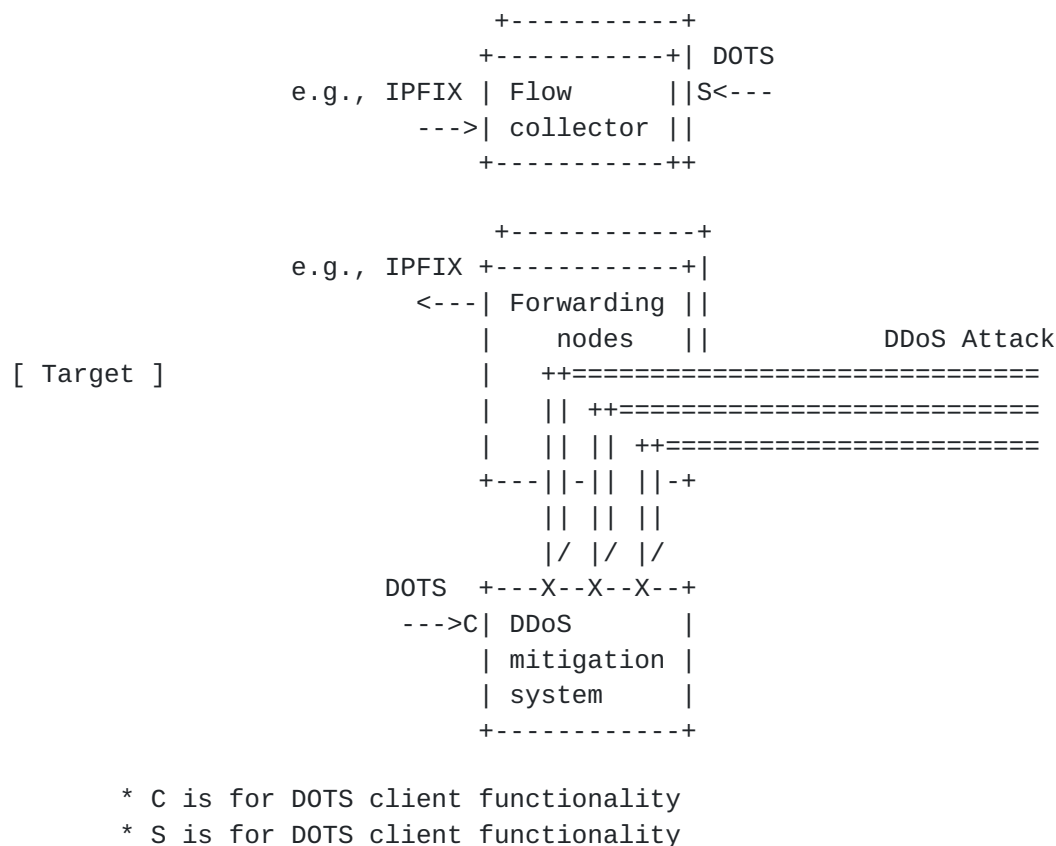 +-----------+
+-----------+| DOTS
e.g., IPFIX | Flow      ||S<---
--->| collector ||
+-----------++
+------------+
e.g., IPFIX +------------+|
<---| Forwarding ||
|    nodes   ||           DDoS Attack
[ Target ]                    |   ++==============================
|   || ++===========================
|   || || ++========================
+---||-|| ||-+
|| || ||
|/ |/ |/
DOTS  +---X--X--X--+
--->C| DDoS       |
| mitigation |
| system     |
+------------+
* C is for DOTS client functionality
* S is for DOTS client functionality